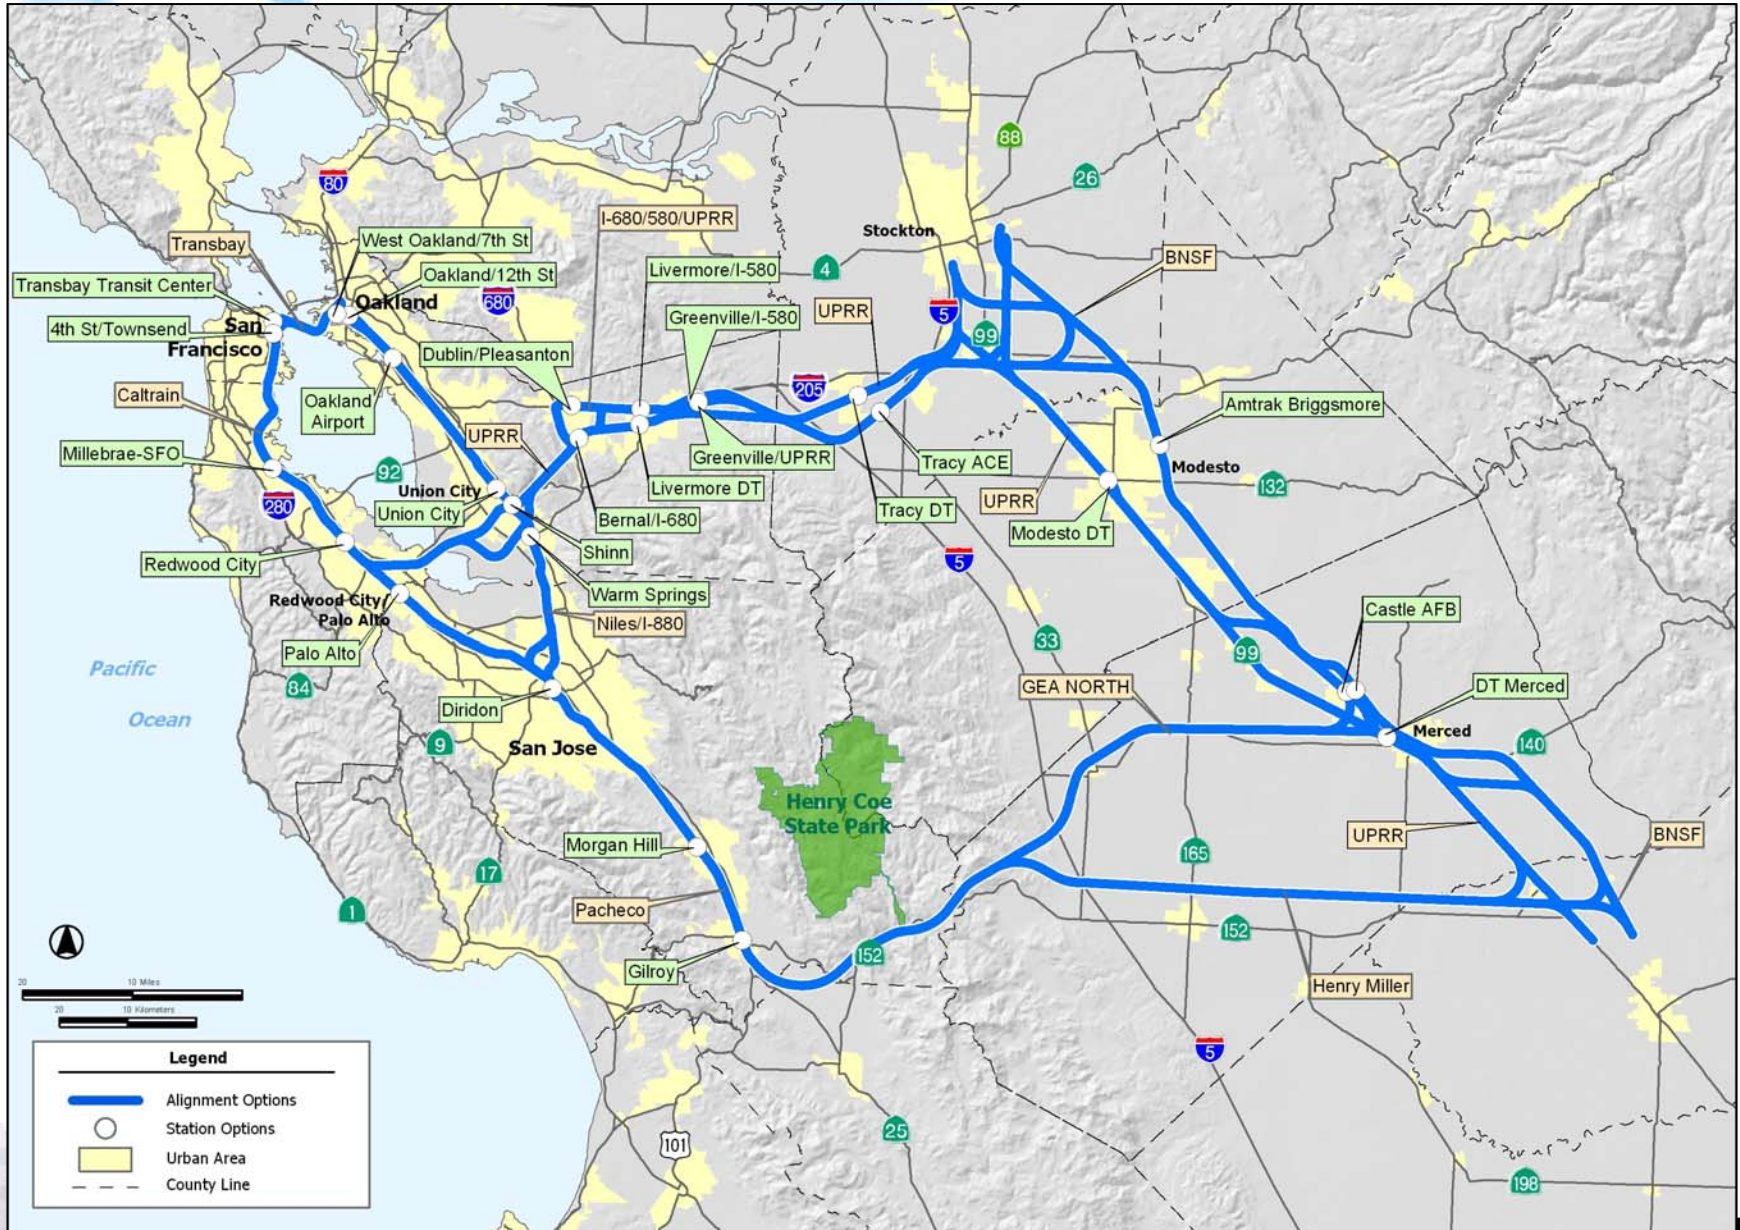 88
26
80
I-680/580/UPRR
Transbay
West Oakland/7th St
Stockton
BNSF
Oakland/12th St
Livermore/I-580
4
Transbay Transit Center
680
Oakland
Greenville/I-580
UPRR
5
4th St/Townsend
San
Francisco
99
Dublin/Pleasanton
205
Caltrain
Oakland
Airport
Amtrak Briggsmore
UPRR
Millebrae-SFO
92
Greenville/UPRR
Tracy ACE
Modesto
Union City
Livermore DT
132
280
Union City
UPRR
Tracy DT
Bernal/I-680
Modesto DT
Shinn
5
Redwood City
Redwood City/
Palo Alto
Warm Springs
Castle AFB
Niles/I-880
33
99
Palo Alto
Pacific
Ocean
84
GEA NORTH
DT Merced
Diridon
Merced
9
San Jose
140
Henry Coe
State Park
UPRR
BNSF
Morgan Hill
165
17
1
Pacheco
152
152
Gilroy
Henry Miller
20
10 Miles
20
10 Kilometers
5
Legend
Alignment Options
Station Options
Urban Area
County Line
25
101
198